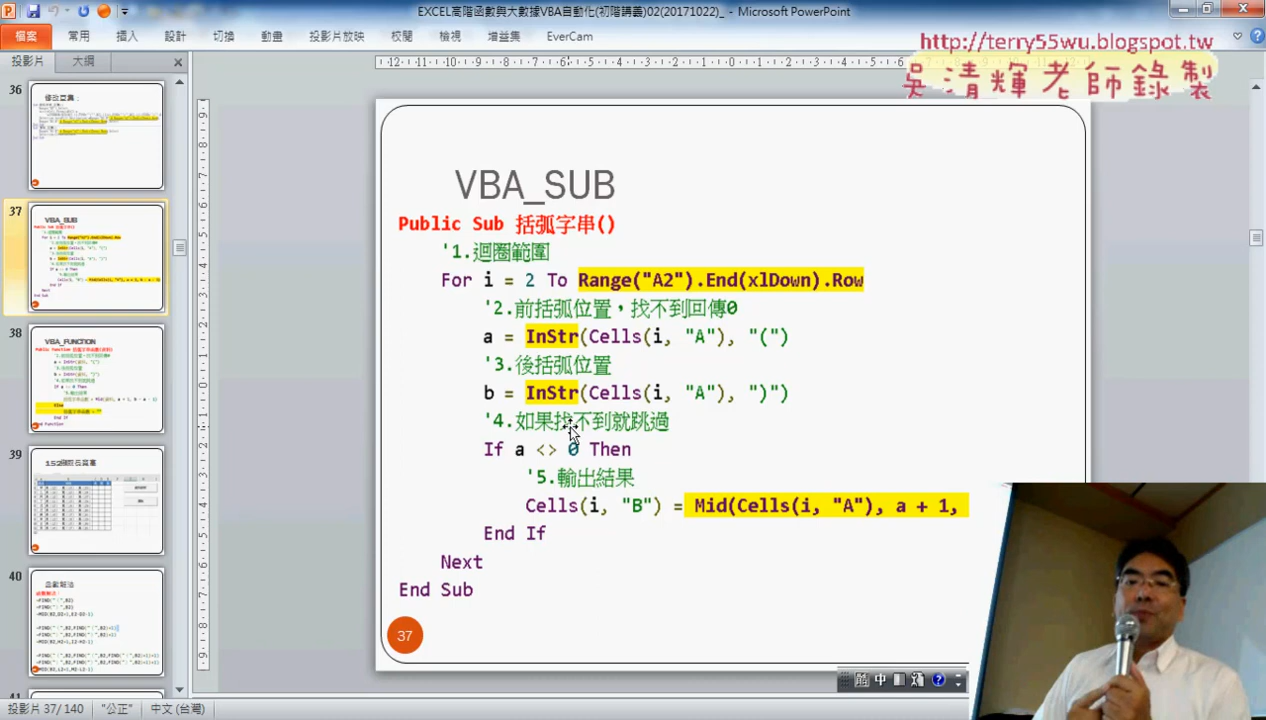 EXCEL高階函數與大數據VBA自動化(初階講義)02(20171022)_ - Microsoft PowerPoint
檔案 常用 插入 設計 切換 動畫 投影片放映 校閱 檢視 增益集 EverCam
http://terry55wu.blogspot.tw
吳清輝老師錄製
投影片 大綱
36
修改巨集:
37
VBA_SUB
38
VBA_FUNCTION
39
40
VBA_SUB
Public Sub 括弧字串()
'1.迴圈範圍
For i = 2 To Range("A2").End(xlDown).Row
'2.前括弧位置,找不到回傳0
a = InStr(Cells(i, "A"), "(")
'3.後括弧位置
b = InStr(Cells(i, "A"), ")")
'4.如果找不到就跳過
If a <> 0 Then
'5.輸出結果
Cells(i, "B") = Mid(Cells(i, "A"), a + 1,
End If
Next
End Sub
37
中
投影片 37/140 "公正" 中文 (台灣)